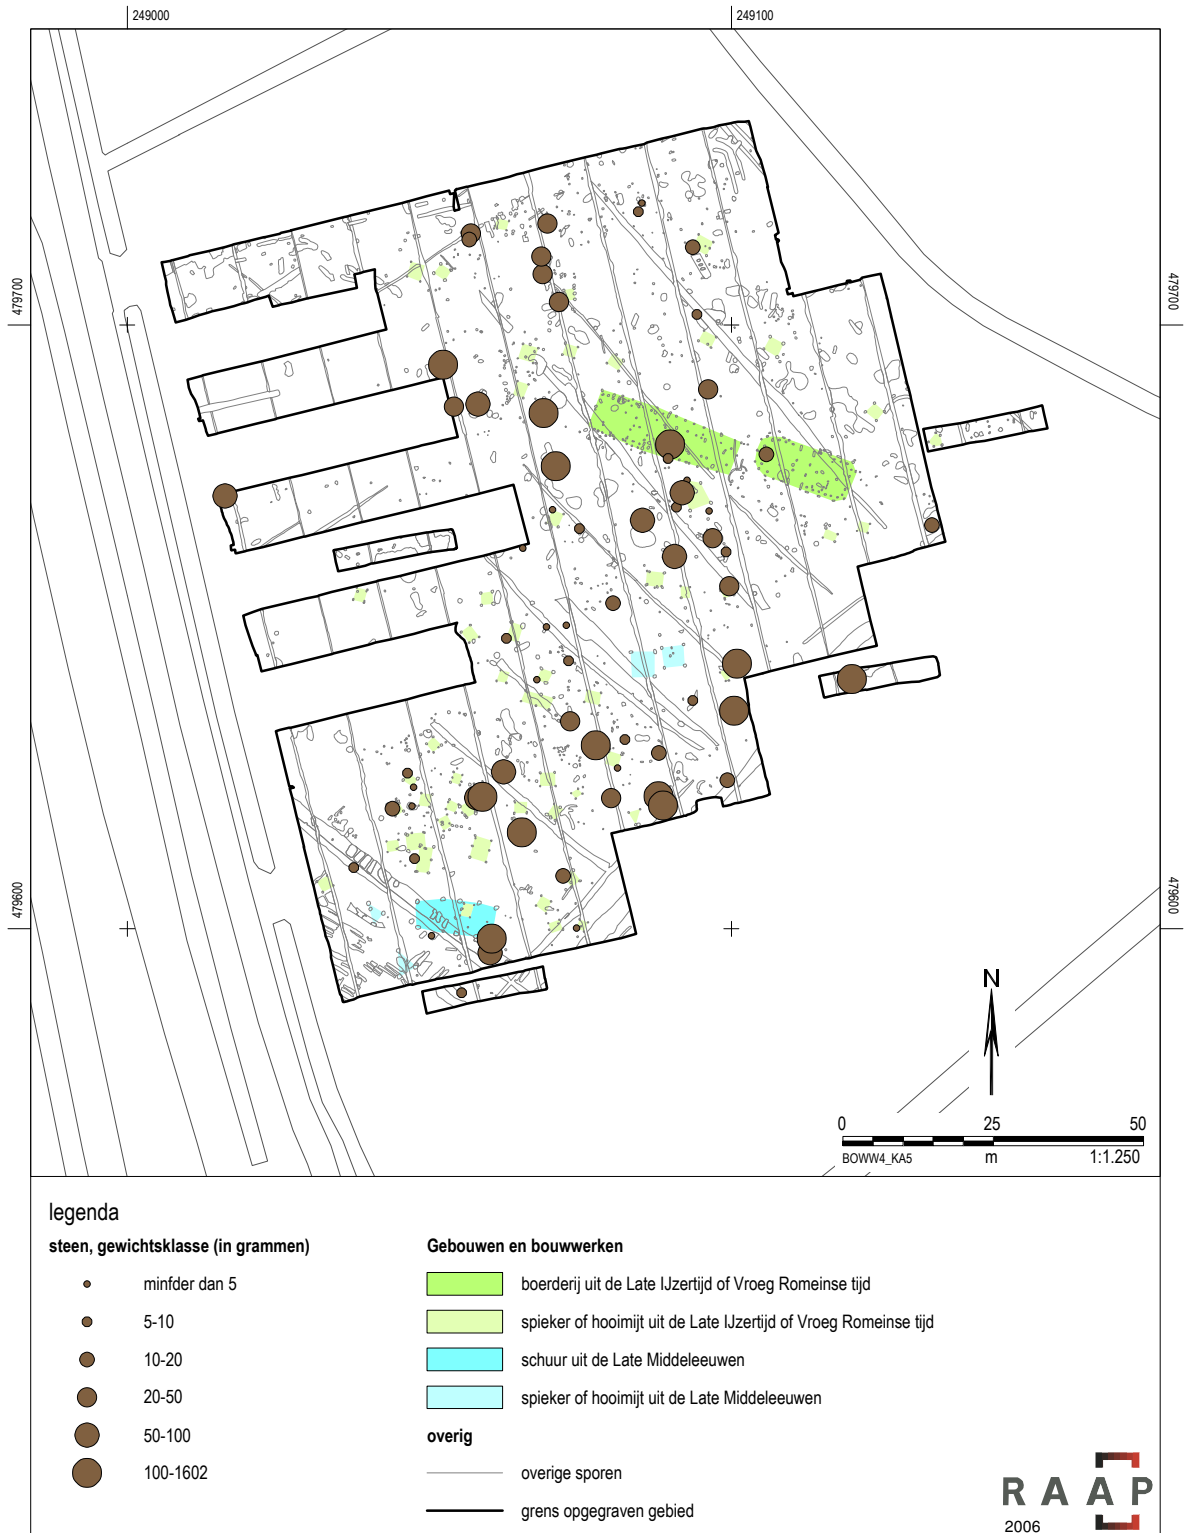 249000
249100
479700
479700
479600
479600
N
0 25 50
BOWW4_KA5 m 1:1.250
legenda
steen, gewichtsklasse (in grammen)
minfder dan 5
5-10
10-20
20-50
50-100
100-1602
Gebouwen en bouwwerken
boerderij uit de Late IJzertijd of Vroeg Romeinse tijd
spieker of hooimijt uit de Late IJzertijd of Vroeg Romeinse tijd
schuur uit de Late Middeleeuwen
spieker of hooimijt uit de Late Middeleeuwen
overig
overige sporen
grens opgegraven gebied
RAAP
2006